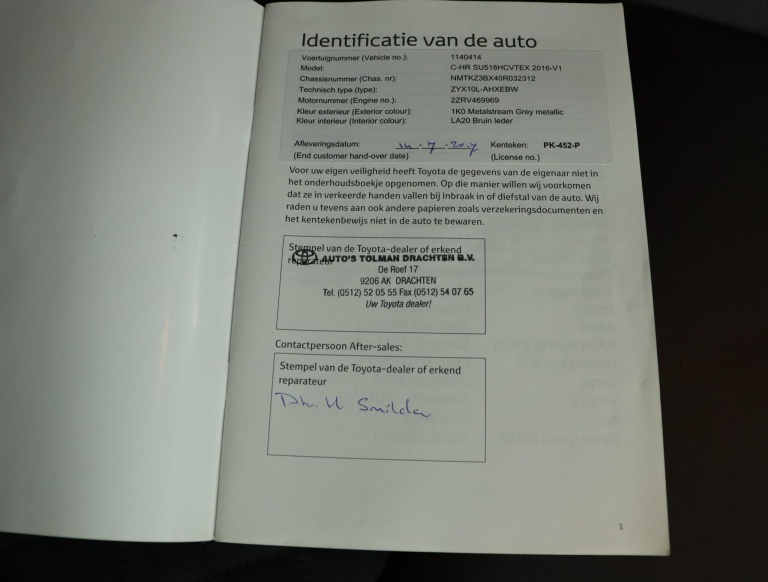 Identificatie van de auto
Voertuignummer (Vehicle no.): 1140414
Model: C-HR SU518HCVTEX 2016-V1
Chassisnummer (Chas. nr): NMTKZ3BX40R032312
Technisch type (type): ZYX10L-AHXEBW
Motornummer (Engine no.): 2ZRV469969
Kleur exterieur (Exterior colour): 1K0 Metalstream Grey metallic
Kleur interieur (Interior colour): LA20 Bruin leder
Afleveringsdatum: 14-7-2017 Kenteken: PK-452-P
(End customer hand-over date) (License no.)
Voor uw eigen veiligheid heeft Toyota de gegevens van de eigenaar niet in
het onderhoudsboekje opgenomen. Op die manier willen wij voorkomen
dat ze in verkeerde handen vallen bij inbraak in of diefstal van de auto. Wij
raden u tevens aan ook andere papieren zoals verzekeringsdocumenten en
het kentekenbewijs niet in de auto te bewaren.
Stempel van de Toyota-dealer of erkend
reparateur
AUTO'S TOLMAN DRACHTEN B.V.
De Roef 17
9206 AK DRACHTEN
Tel. (0512) 52 05 55 Fax (0512) 54 07 65
Uw Toyota dealer!
Contactpersoon After-sales:
Stempel van de Toyota-dealer of erkend
reparateur
Dhr. H Smilda
1